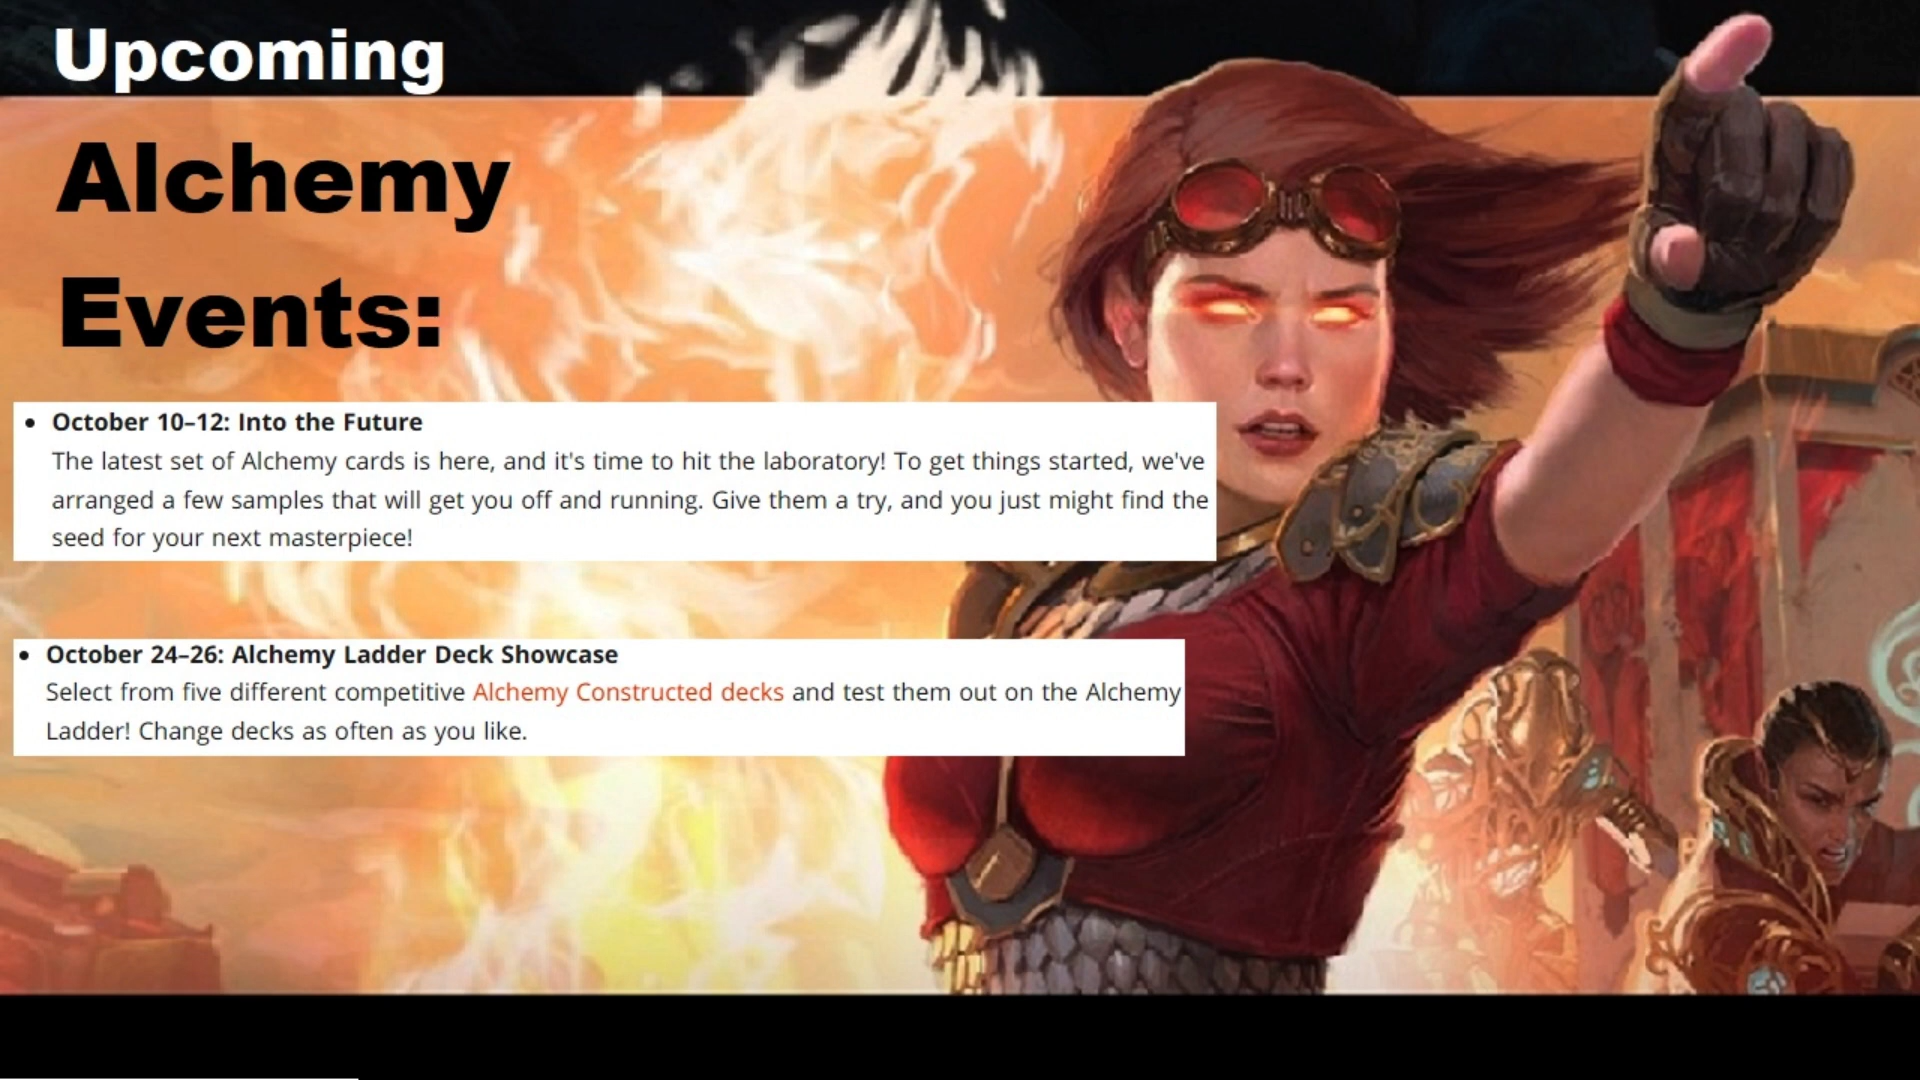 Upcoming
Alchemy
Events:
• October 10–12: Into the Future
The latest set of Alchemy cards is here, and it's time to hit the laboratory! To get things started, we've
arranged a few samples that will get you off and running. Give them a try, and you just might find the
seed for your next masterpiece!
• October 24–26: Alchemy Ladder Deck Showcase
Select from five different competitive Alchemy Constructed decks and test them out on the Alchemy
Ladder! Change decks as often as you like.